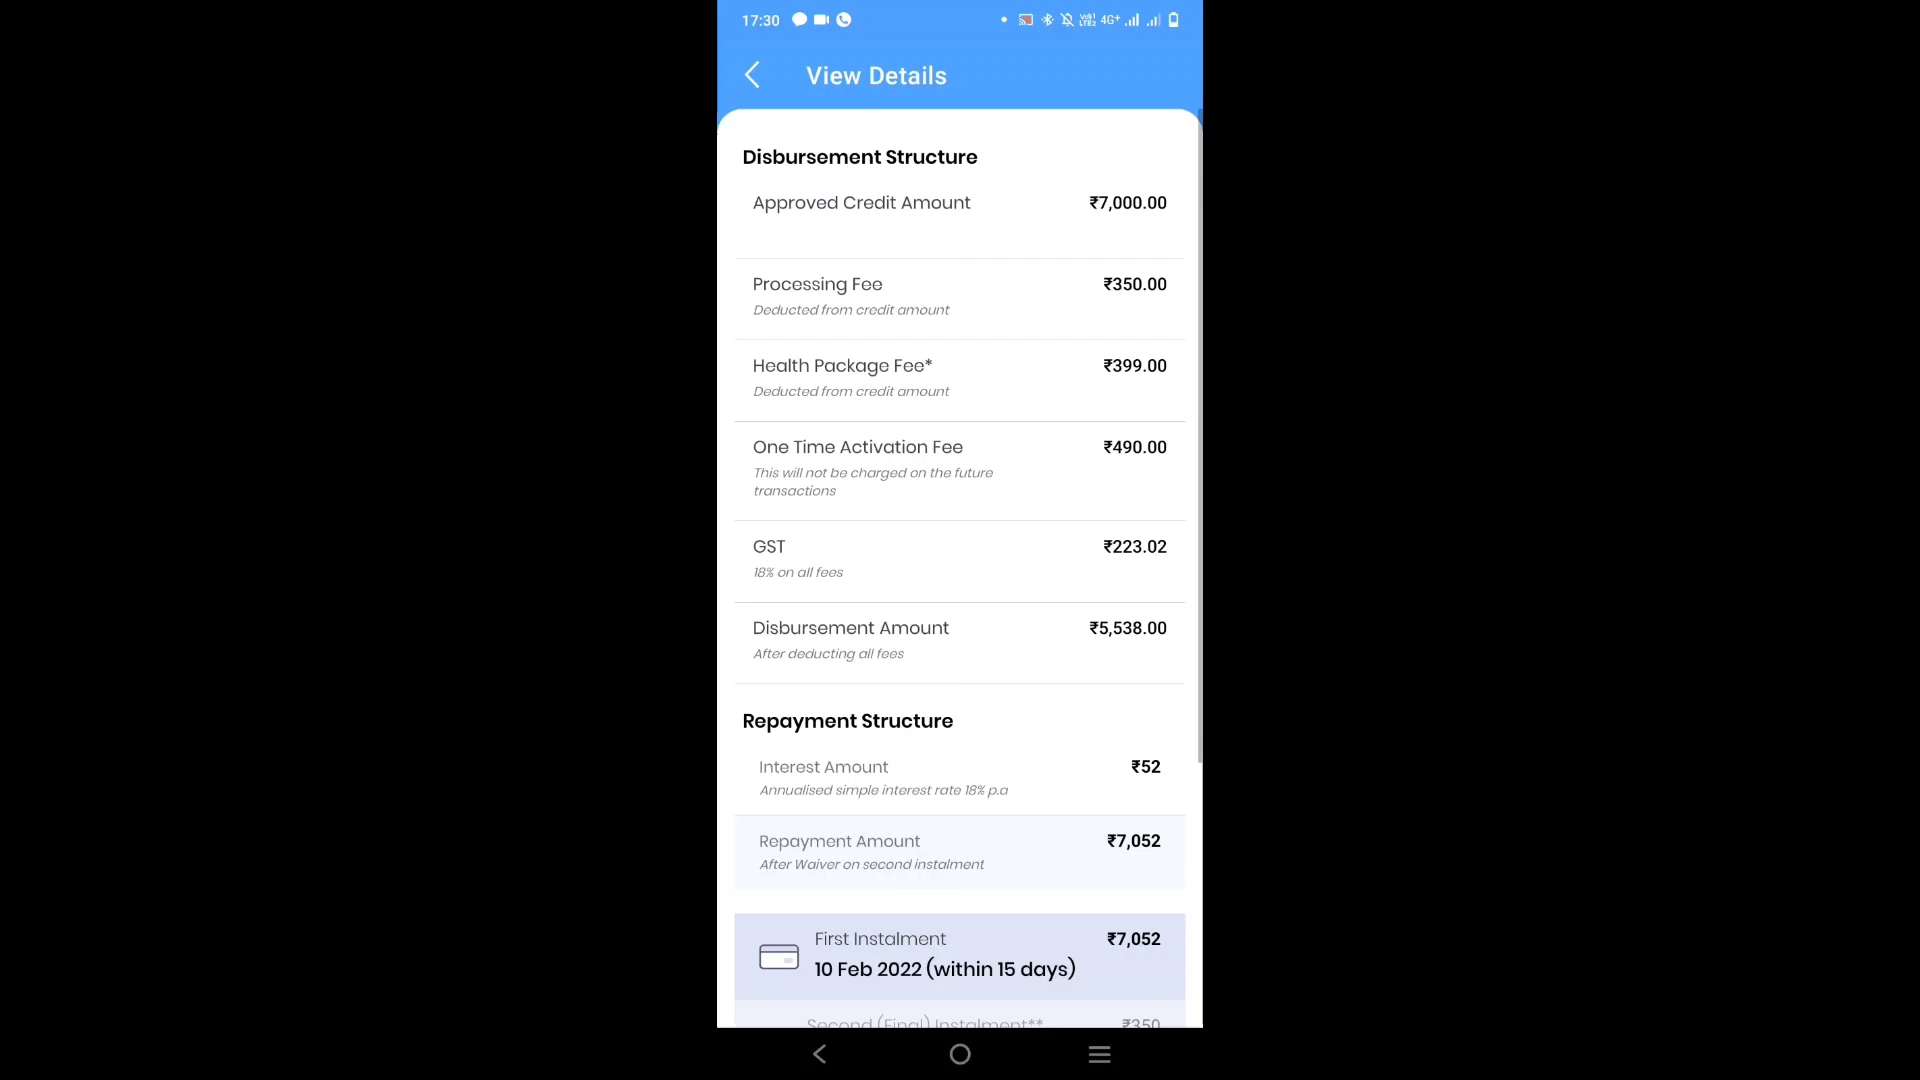 17:30 4G+
View Details
Disbursement Structure
Approved Credit Amount ₹7,000.00
Processing Fee ₹350.00
Deducted from credit amount
Health Package Fee* ₹399.00
Deducted from credit amount
One Time Activation Fee ₹490.00
This will not be charged on the future
transactions
GST ₹223.02
18% on all fees
Disbursement Amount ₹5,538.00
After deducting all fees
Repayment Structure
Interest Amount ₹52
Annualised simple interest rate 18% p.a
Repayment Amount ₹7,052
After Waiver on second instalment
First Instalment ₹7,052
10 Feb 2022 (within 15 days)
Second (Final) Instalment** ₹350